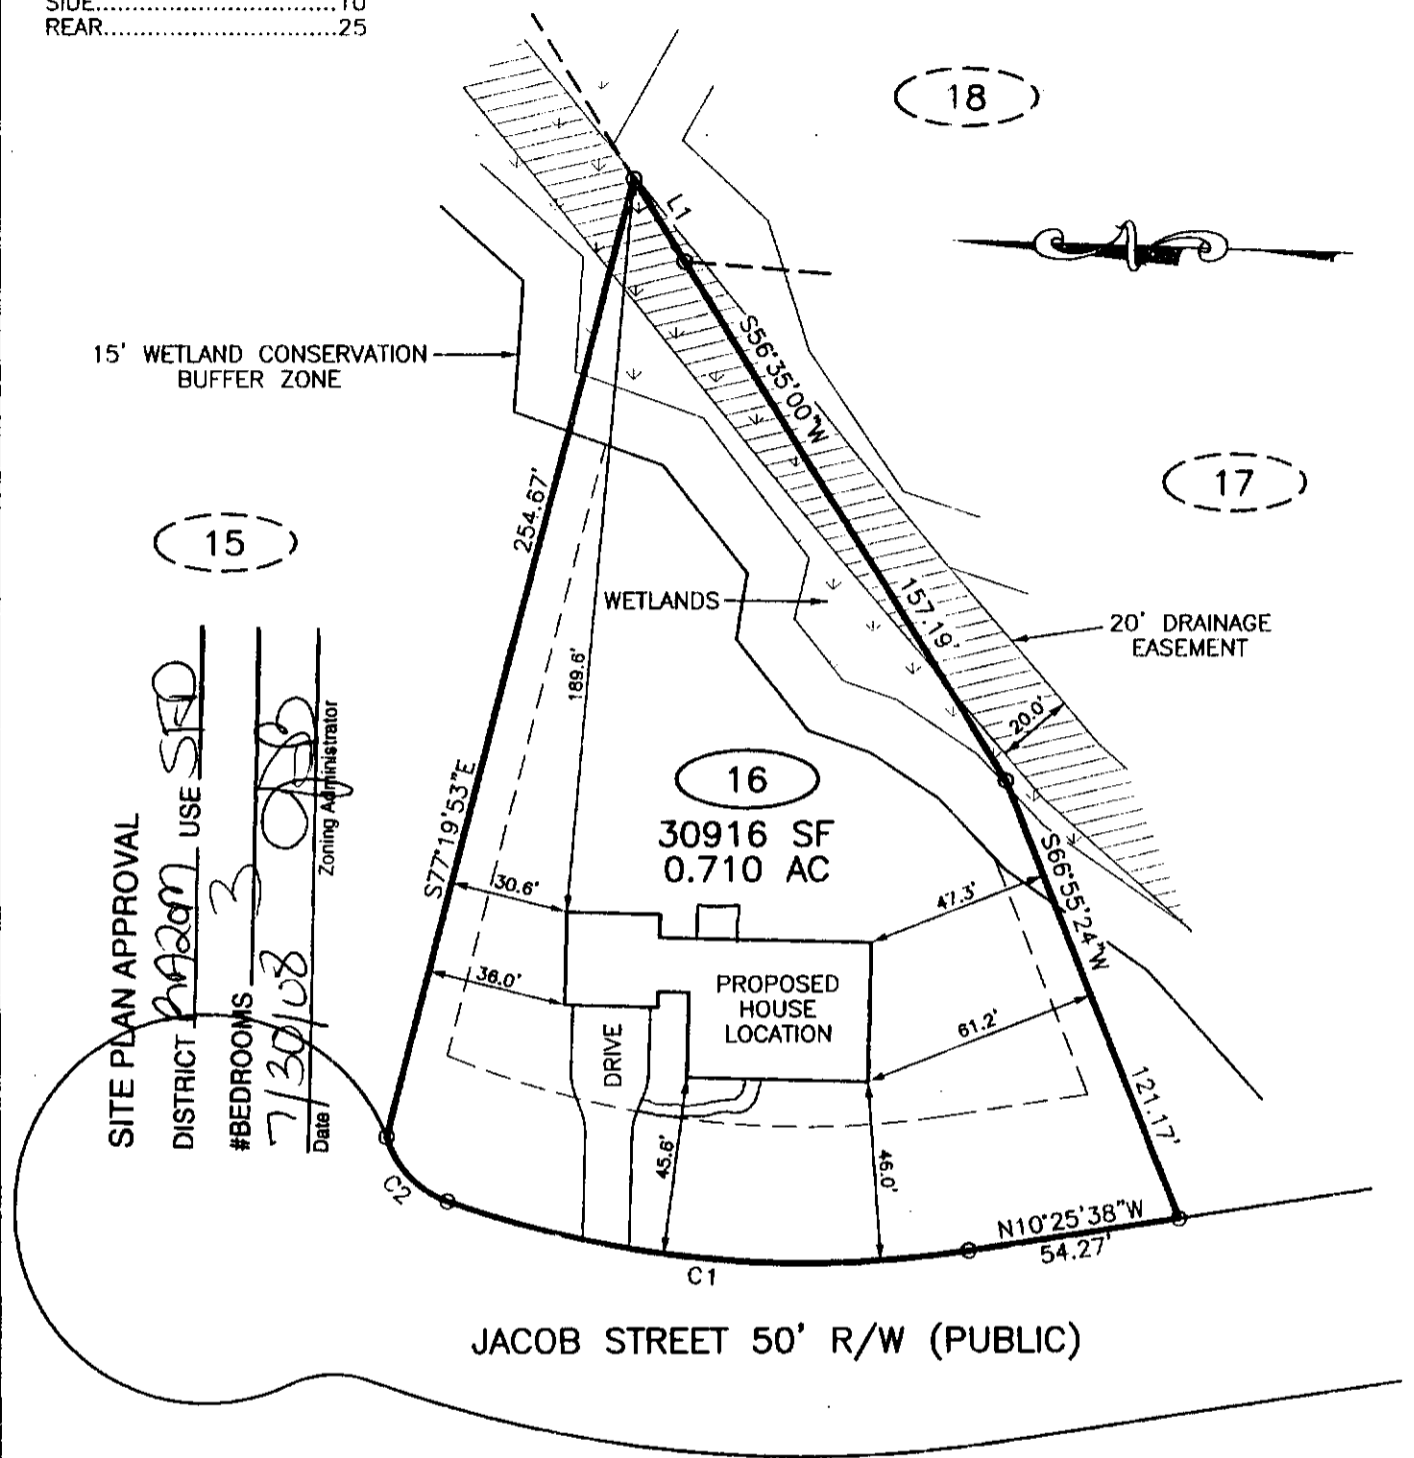 SIDE................................10
REAR................................25
18
L1
S56°35'00"W
157.19'
15' WETLAND CONSERVATION
BUFFER ZONE
17
254.67'
S77°19'53"E
15
WETLANDS
189.6'
20' DRAINAGE
EASEMENT
20.0'
16
30916 SF
0.710 AC
30.6'
36.0'
47.3'
61.2'
S66°55'24"W
121.17'
PROPOSED
HOUSE
LOCATION
DRIVE
45.6'
46.0'
SITE PLAN APPROVAL
DISTRICT RA20M USE SFD
#BEDROOMS 3
7/30/08
Date
Zoning Administrator
C2
C1
N10°25'38"W
54.27'
JACOB STREET 50' R/W (PUBLIC)